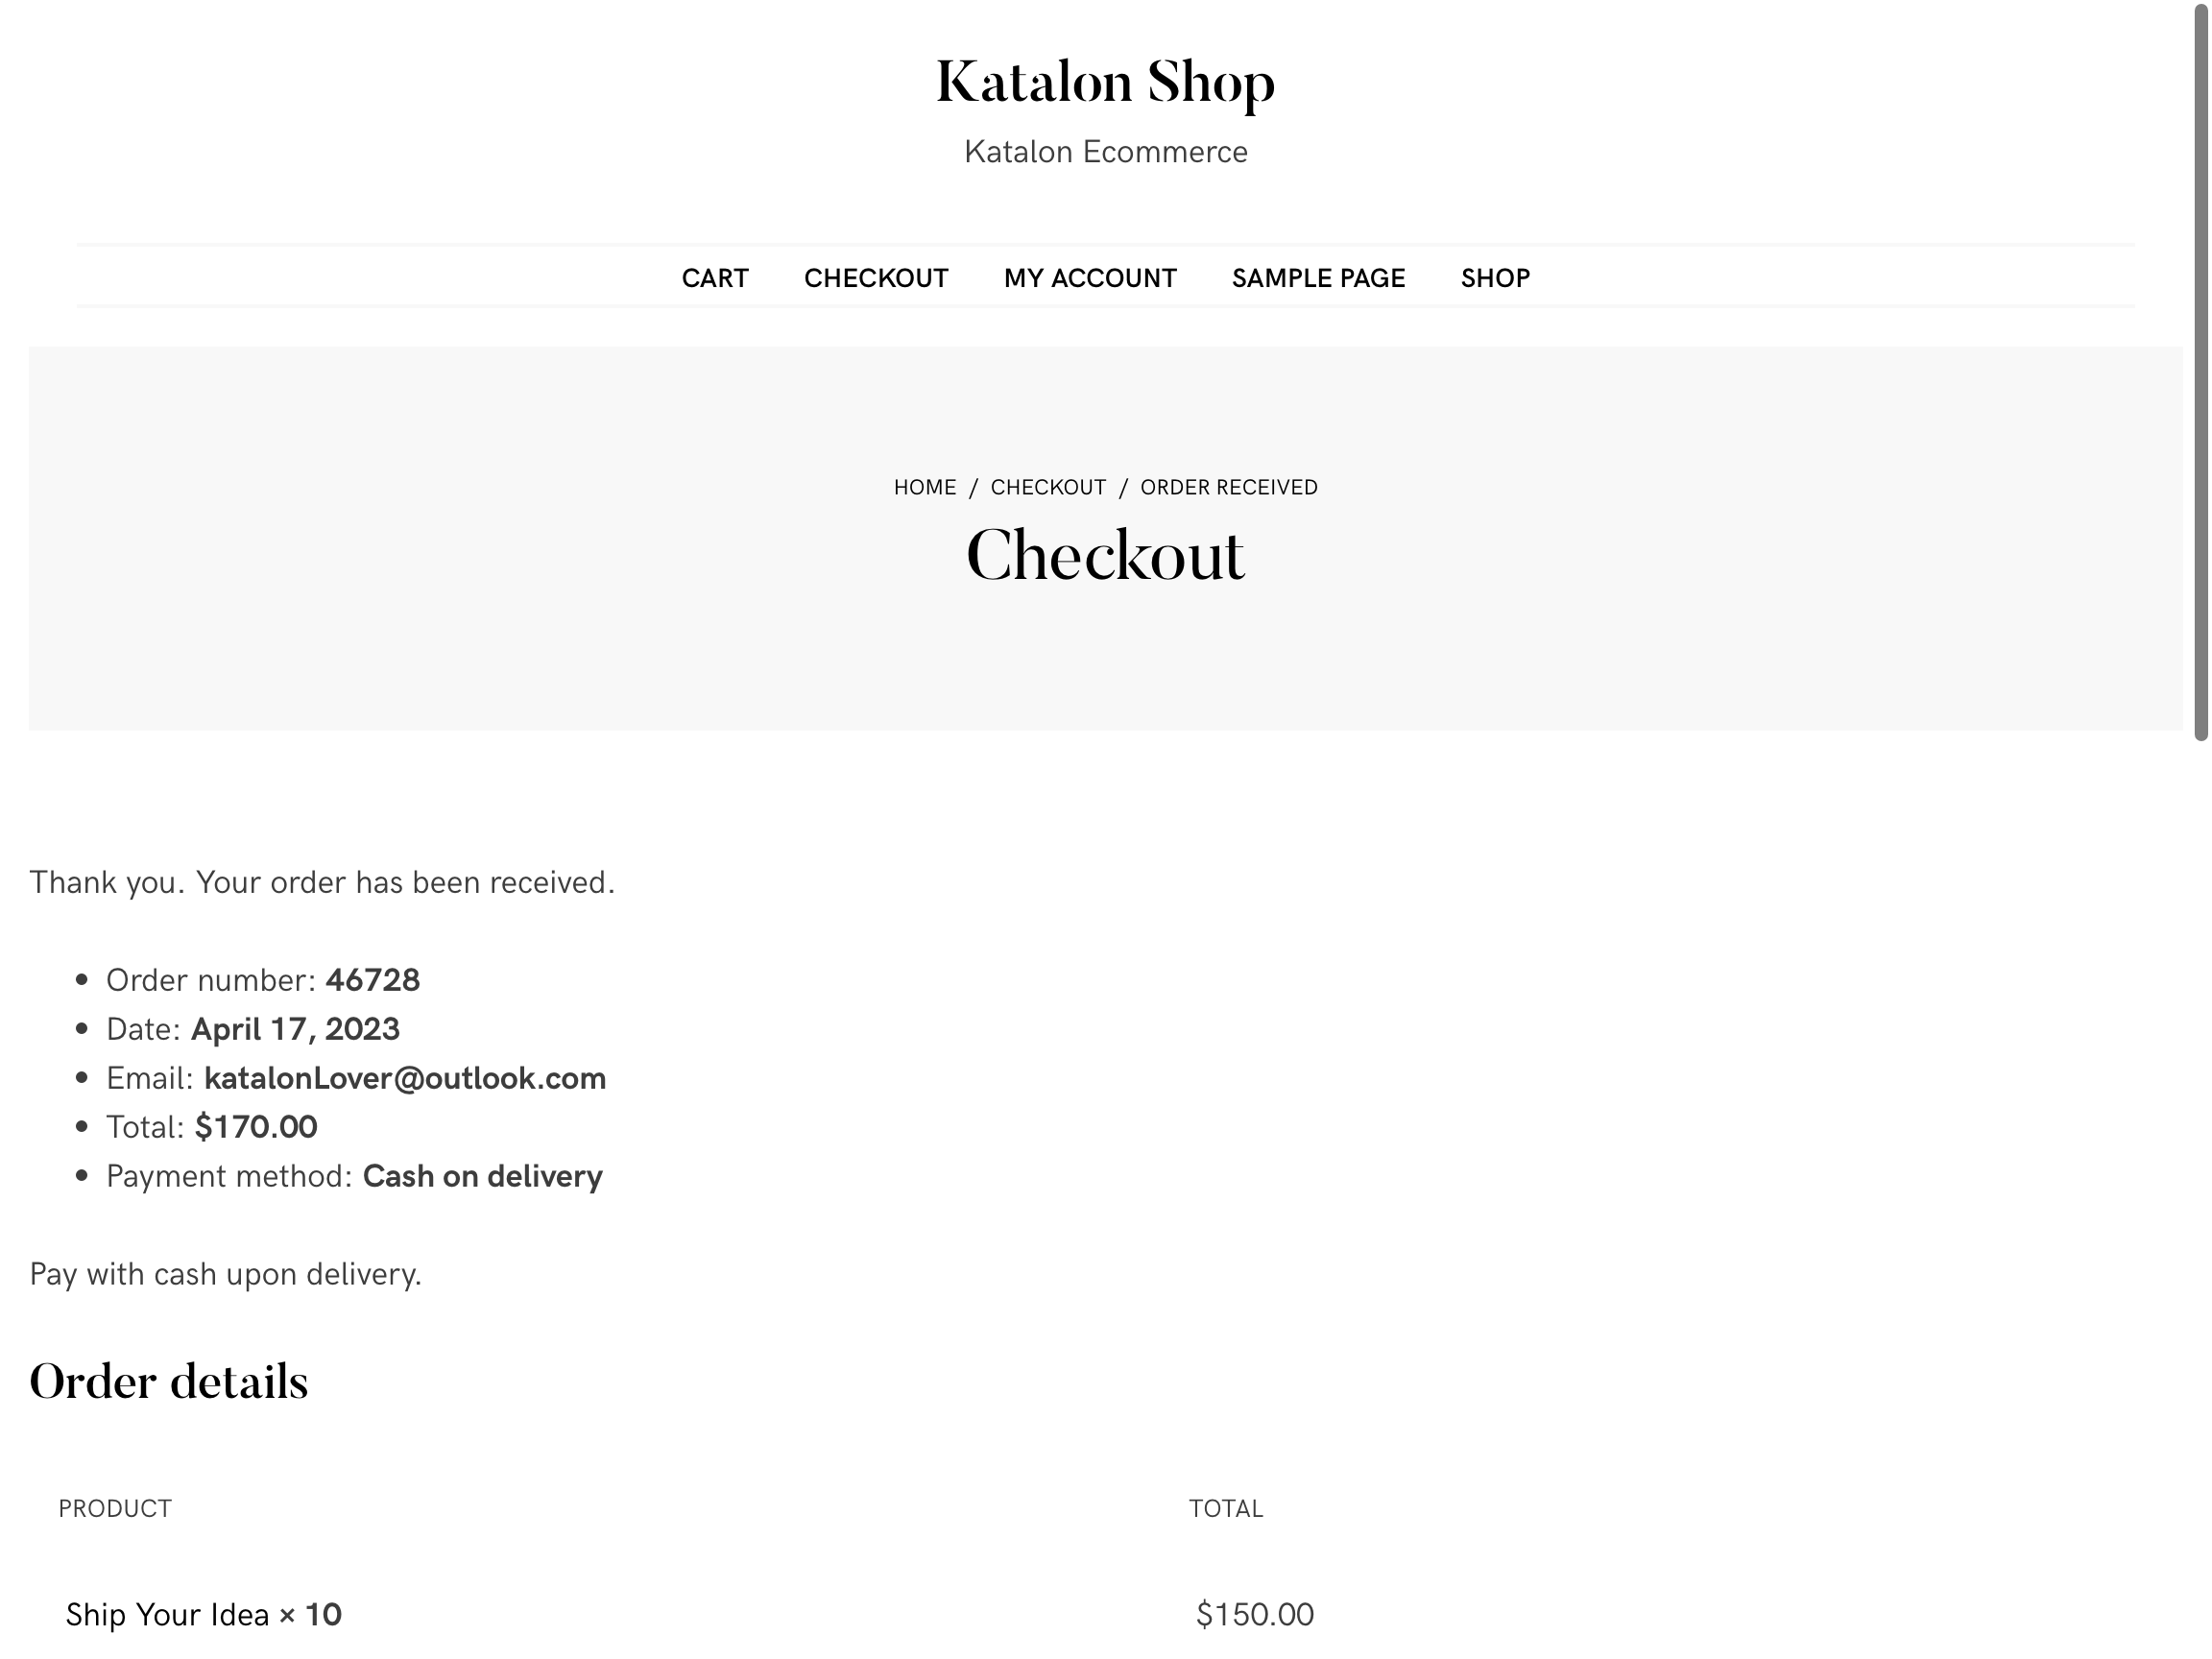 Katalon Shop
Katalon Ecommerce
CART CHECKOUT MY ACCOUNT SAMPLE PAGE SHOP
HOME / CHECKOUT / ORDER RECEIVED
Checkout
Thank you. Your order has been received.
• Order number: 46728
• Date: April 17, 2023
• Email: katalonLover@outlook.com
• Total: $170.00
• Payment method: Cash on delivery
Pay with cash upon delivery.
Order details
PRODUCT TOTAL
Ship Your Idea × 10 $150.00